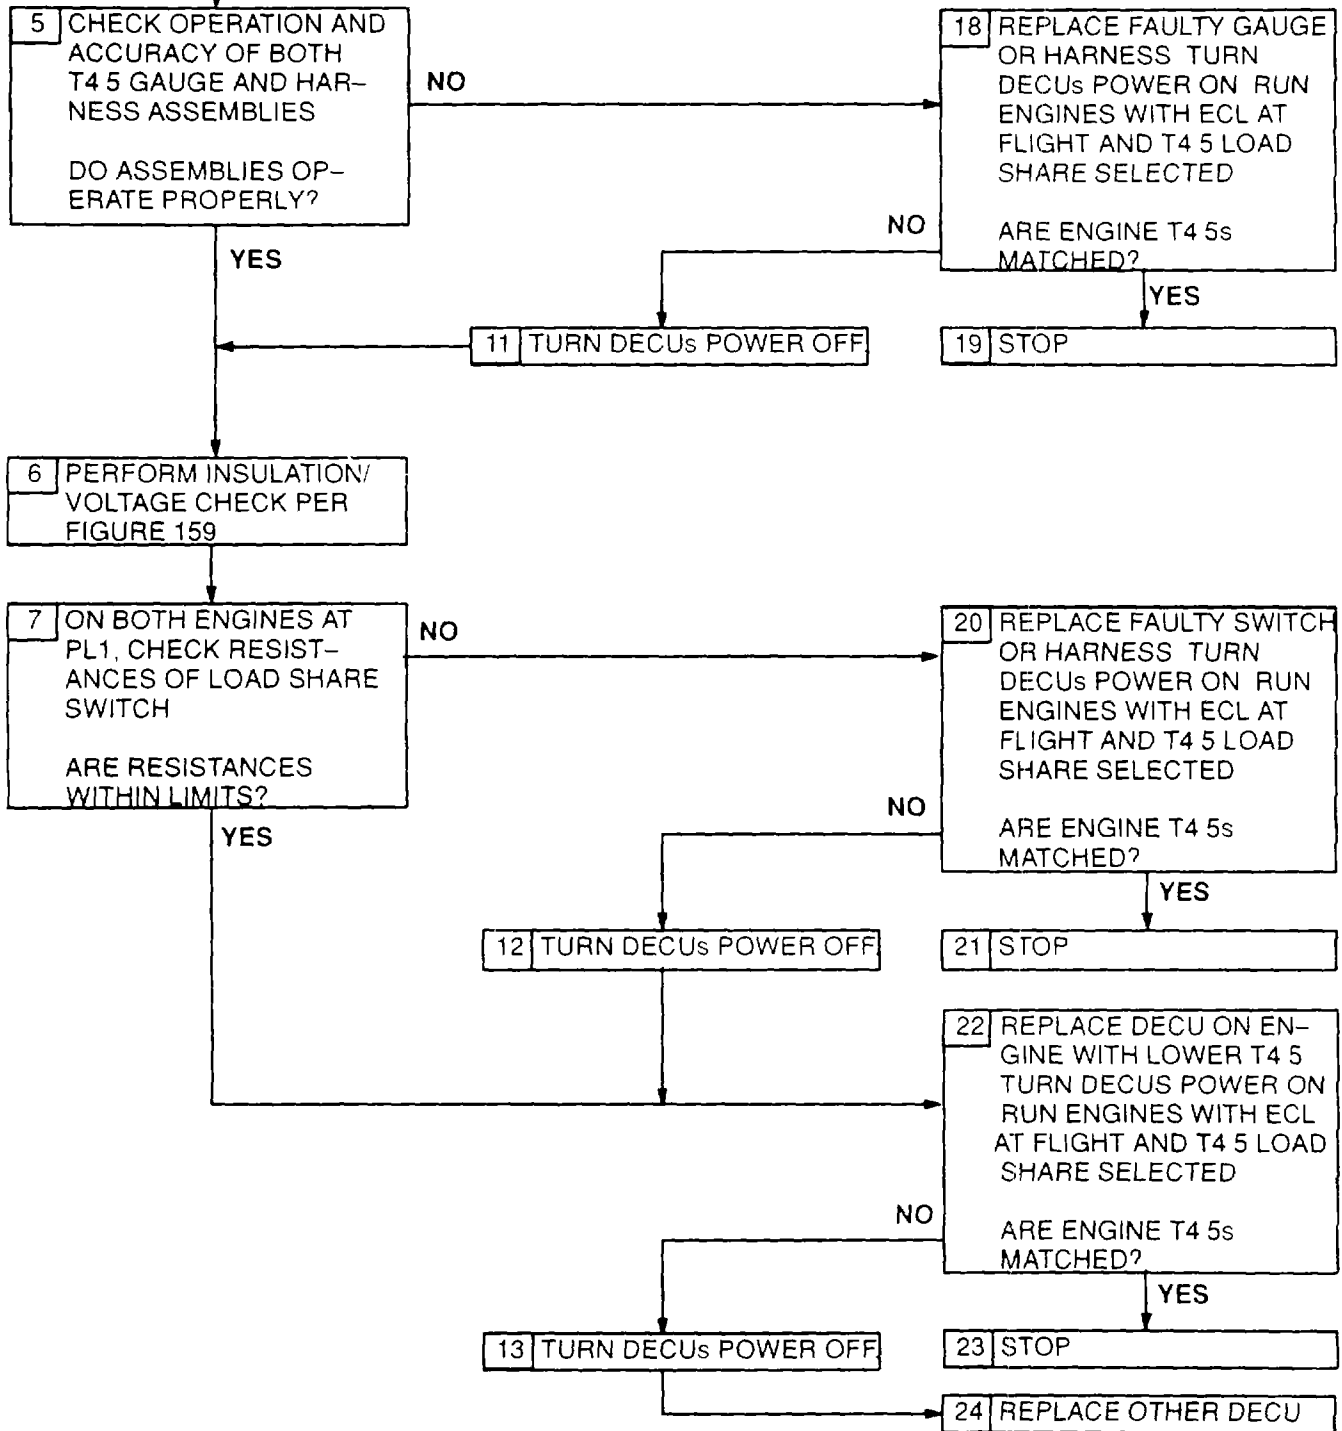 5 CHECK OPERATION AND
ACCURACY OF BOTH
T4 5 GAUGE AND HAR–
NESS ASSEMBLIES
DO ASSEMBLIES OP–
ERATE PROPERLY?
NO
YES
18 REPLACE FAULTY GAUGE
OR HARNESS TURN
DECUs POWER ON RUN
ENGINES WITH ECL AT
FLIGHT AND T4 5 LOAD
SHARE SELECTED
ARE ENGINE T4 5s
MATCHED?
NO
YES
11 TURN DECUs POWER OFF
19 STOP
6 PERFORM INSULATION/
VOLTAGE CHECK PER
FIGURE 159
7 ON BOTH ENGINES AT
PL1, CHECK RESIST–
ANCES OF LOAD SHARE
SWITCH
ARE RESISTANCES
WITHIN LIMITS?
NO
YES
20 REPLACE FAULTY SWITCH
OR HARNESS TURN
DECUs POWER ON RUN
ENGINES WITH ECL AT
FLIGHT AND T4 5 LOAD
SHARE SELECTED
ARE ENGINE T4 5s
MATCHED?
NO
YES
12 TURN DECUs POWER OFF
21 STOP
22 REPLACE DECU ON EN–
GINE WITH LOWER T4 5
TURN DECUS POWER ON
RUN ENGINES WITH ECL
AT FLIGHT AND T4 5 LOAD
SHARE SELECTED
ARE ENGINE T4 5s
MATCHED?
NO
YES
13 TURN DECUs POWER OFF
23 STOP
24 REPLACE OTHER DECU